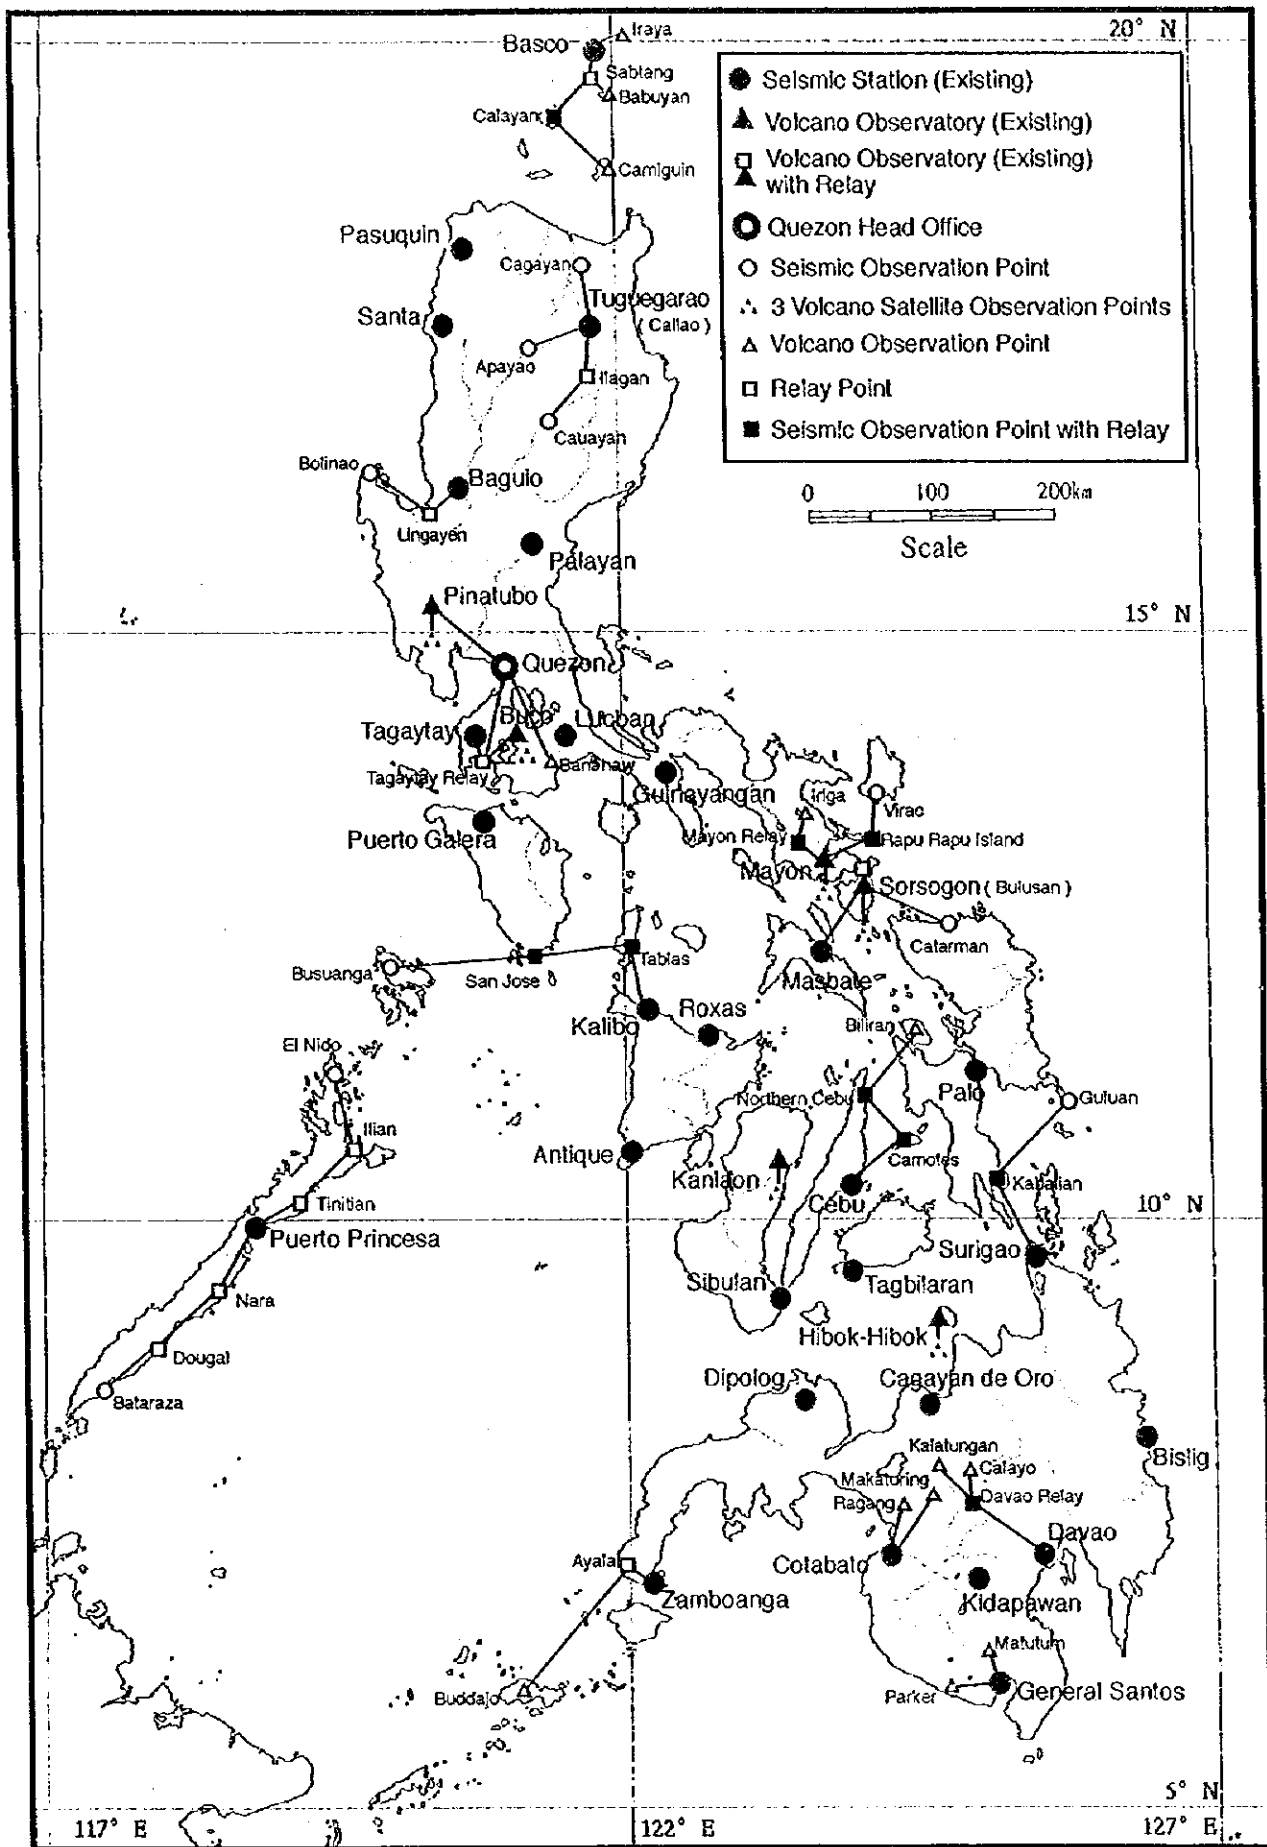 Iraya
20° N
Basco
Sabtang
Babuyan
Calayan
Camiguin
Seismic Station (Existing)
Volcano Observatory (Existing)
Volcano Observatory (Existing)
with Relay
Quezon Head Office
Seismic Observation Point
3 Volcano Satellite Observation Points
Volcano Observation Point
Relay Point
Seismic Observation Point with Relay
0 100 200km
Scale
Pasuquin
Cagayan
Tuguegarao
(Callao)
Santa
Apayao
Ilagan
Cauayan
Bolinao
Baguio
Lingayen
Palayan
Pinatubo
15° N
Quezon
Buco
Lucban
Tagaytay
Tagaytay Relay
Banahaw
Guinayangan
Iriga
Virac
Puerto Galera
Mayon Relay
Rapu Rapu Island
Mayon
Sorsogon (Bulusan)
Catarman
Busuanga
San Jose
Tablas
Masbate
Kalibo
Roxas
Biliran
El Nido
Palo
Northern Cebu
Guiuan
Ilian
Antique
Camotes
Kanlaon
Kabalian
Cebu
Tinitian
10° N
Puerto Princesa
Surigao
Sibulan
Tagbilaran
Nara
Hibok-Hibok
Dougal
Dipolog
Cagayan de Oro
Bataraza
Kalatungan
Bislig
Calayo
Makaturing
Ragang
Davao Relay
Davao
Ayala
Cotabato
Zamboanga
Kidapawan
Matutum
Buddajo
Parker
General Santos
5° N
117° E
122° E
127° E